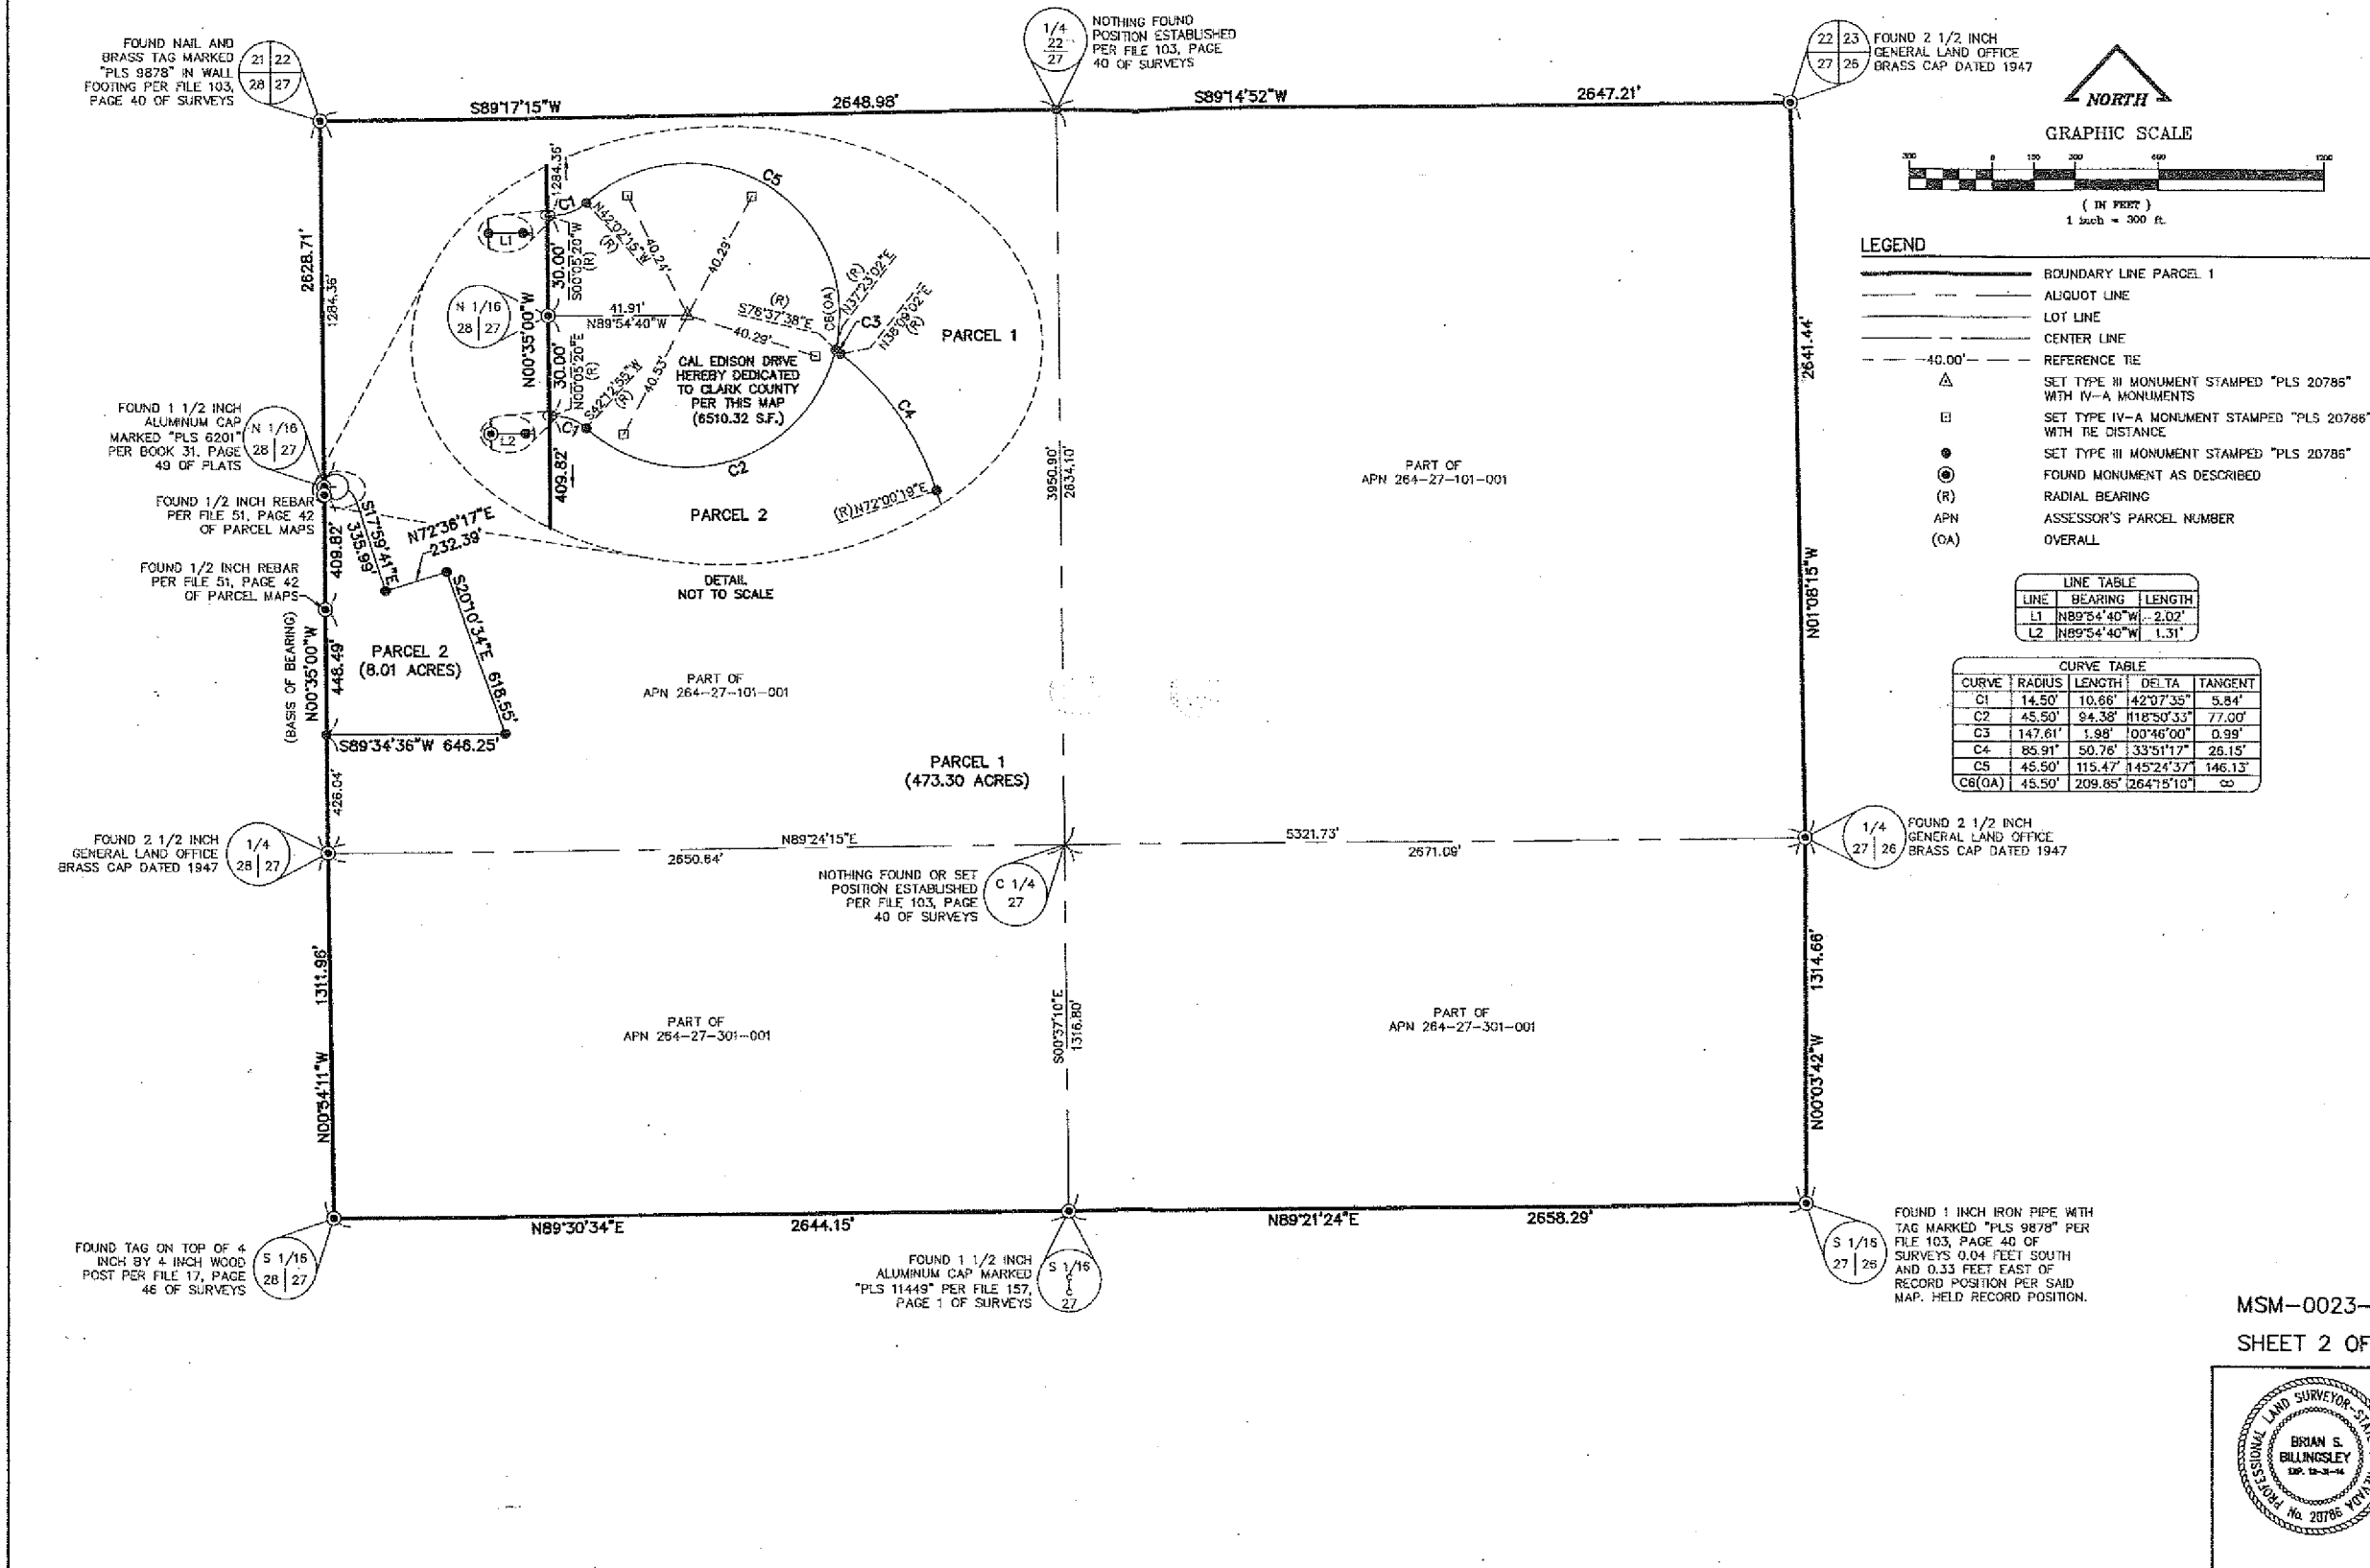 FOUND NAIL AND
BRASS TAG MARKED
"PLS 9878" IN WALL
FOOTING PER FILE 103,
PAGE 40 OF SURVEYS
21 22
28 27
1/4
22
27
NOTHING FOUND
POSITION ESTABLISHED
PER FILE 103, PAGE
40 OF SURVEYS
22 23
27 26
FOUND 2 1/2 INCH
GENERAL LAND OFFICE
BRASS CAP DATED 1947
NORTH
GRAPHIC SCALE
300 0 150 300 600 1200
( IN FEET )
1 inch = 300 ft.
S89°17'15"W 2648.98'
S89°14'52"W 2647.21'
2628.71'
1284.36'
1284.36'
C1
C5
L1
N42°02'15"W
(R)
40.24'
40.29'
30.00'
S00°05'20"W
(R)
N 1/16
28 27
N00°35'00"W
41.91'
N89°54'40"W
(R)
S76°37'38"E
40.29'
C6(OA)
(R)
N37°23'02"E
C3
N38°09'02"E
(R)
PARCEL 1
30.00'
N00°05'20"E
(R)
S42°12'55"W
(R)
40.53'
CAL EDISON DRIVE
HEREBY DEDICATED
TO CLARK COUNTY
PER THIS MAP
(6510.32 S.F.)
L2
C7
C2
C4
409.82'
PARCEL 2
(R)N72°00'19"E
DETAIL
NOT TO SCALE
LEGEND
BOUNDARY LINE PARCEL 1
ALIQUOT LINE
LOT LINE
CENTER LINE
40.00' REFERENCE TIE
SET TYPE III MONUMENT STAMPED "PLS 20786"
WITH IV-A MONUMENTS
SET TYPE IV-A MONUMENT STAMPED "PLS 20786"
WITH TIE DISTANCE
SET TYPE III MONUMENT STAMPED "PLS 20786"
FOUND MONUMENT AS DESCRIBED
(R) RADIAL BEARING
APN ASSESSOR'S PARCEL NUMBER
(OA) OVERALL
LINE TABLE
LINE BEARING LENGTH
L1 N89°54'40"W 2.02'
L2 N89°54'40"W 1.31'
CURVE TABLE
CURVE RADIUS LENGTH DELTA TANGENT
C1 14.50' 10.66' 42°07'35" 5.84'
C2 45.50' 94.38' 118°50'33" 77.00'
C3 147.61' 1.98' 00°46'00" 0.99'
C4 85.91' 50.76' 33°51'17" 26.15'
C5 45.50' 115.47' 145°24'37" 146.13'
C6(OA) 45.50' 209.85' 264°15'10" ∞
FOUND 1 1/2 INCH
ALUMINUM CAP
MARKED "PLS 6201"
PER BOOK 31, PAGE
49 OF PLATS
N 1/16
28 27
FOUND 1/2 INCH REBAR
PER FILE 51, PAGE 42
OF PARCEL MAPS
FOUND 1/2 INCH REBAR
PER FILE 51, PAGE 42
OF PARCEL MAPS
409.82'
S17°59'41"E
335.99'
N72°36'17"E
232.39'
S20°10'34"E 618.55'
(BASIS OF BEARING)
N00°35'00"W
448.49'
PARCEL 2
(8.01 ACRES)
S89°34'36"W 646.25'
426.04'
3950.90'
2634.10'
PART OF
APN 264-27-101-001
PART OF
APN 264-27-101-001
2641.44'
N01°08'15"W
PARCEL 1
(473.30 ACRES)
FOUND 2 1/2 INCH
GENERAL LAND OFFICE
BRASS CAP DATED 1947
1/4
28 27
N89°24'15"E
2650.64'
5321.73'
2671.09'
1/4
27 26
FOUND 2 1/2 INCH
GENERAL LAND OFFICE
BRASS CAP DATED 1947
NOTHING FOUND OR SET
POSITION ESTABLISHED
PER FILE 103, PAGE
40 OF SURVEYS
C 1/4
27
1311.96'
N00°54'11"W
PART OF
APN 264-27-301-001
S00°37'10"E
1316.80'
PART OF
APN 264-27-301-001
1314.66'
N00°03'42"W
N89°30'34"E 2644.15'
N89°21'24"E 2658.29'
FOUND TAG ON TOP OF 4
INCH BY 4 INCH WOOD
POST PER FILE 17, PAGE
46 OF SURVEYS
S 1/16
28 27
FOUND 1 1/2 INCH
ALUMINUM CAP MARKED
"PLS 11449" PER FILE 157,
PAGE 1 OF SURVEYS
S 1/16
C
C
27
S 1/16
27 26
FOUND 1 INCH IRON PIPE WITH
TAG MARKED "PLS 9878" PER
FILE 103, PAGE 40 OF
SURVEYS 0.04 FEET SOUTH
AND 0.33 FEET EAST OF
RECORD POSITION PER SAID
MAP. HELD RECORD POSITION.
MSM-0023-
SHEET 2 OF
PROFESSIONAL LAND SURVEYOR-STATE
NEVADA
BRIAN S.
BILLINGSLEY
EXP. 12-31-14
No. 20786